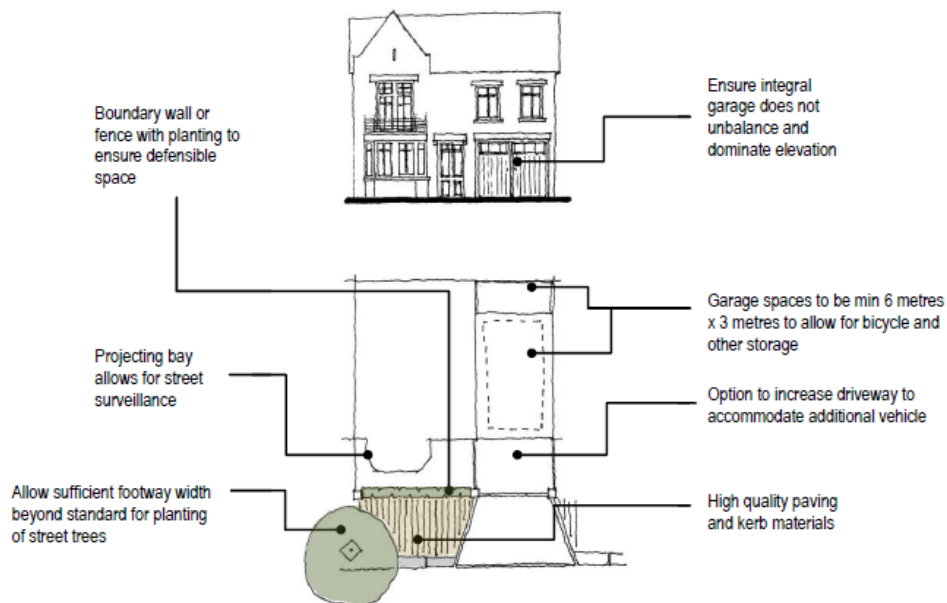 Boundary wall or
fence with planting to
ensure defensible
space
Ensure integral
garage does not
unbalance and
dominate elevation
Projecting bay
allows for street
surveillance
Garage spaces to be min 6 metres
x 3 metres to allow for bicycle and
other storage
Option to increase driveway to
accommodate additional vehicle
Allow sufficient footway width
beyond standard for planting
of street trees
High quality paving
and kerb materials